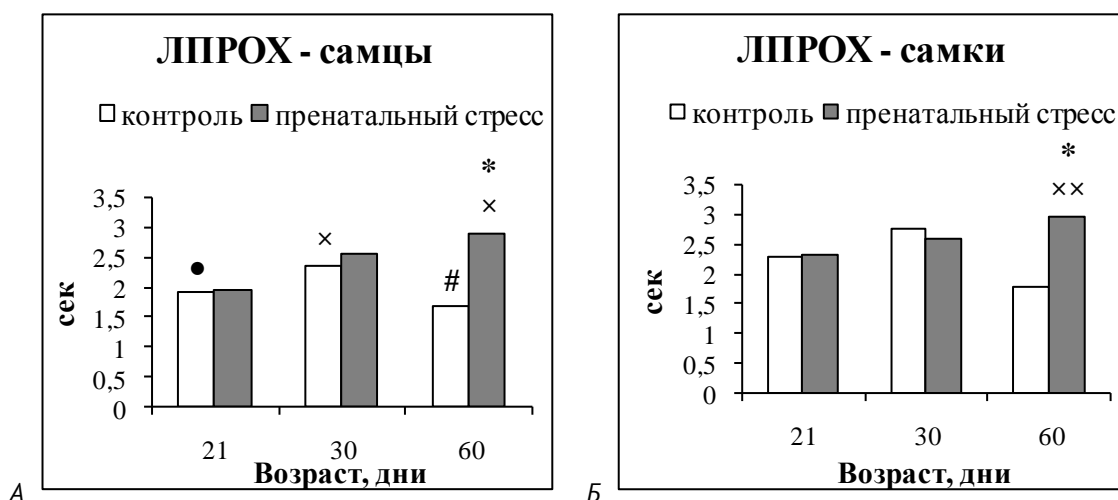 ЛПРОХ - самцы
контроль пренатальный стресс
*
×
×
●
#
3,5
3
2,5
2
1,5
1
0,5
0
сек
21 30 60
Возраст, дни
А
ЛПРОХ - самки
контроль пренатальный стресс
*
××
3,5
3
2,5
2
1,5
1
0,5
0
сек
21 30 60
Возраст, дни
Б